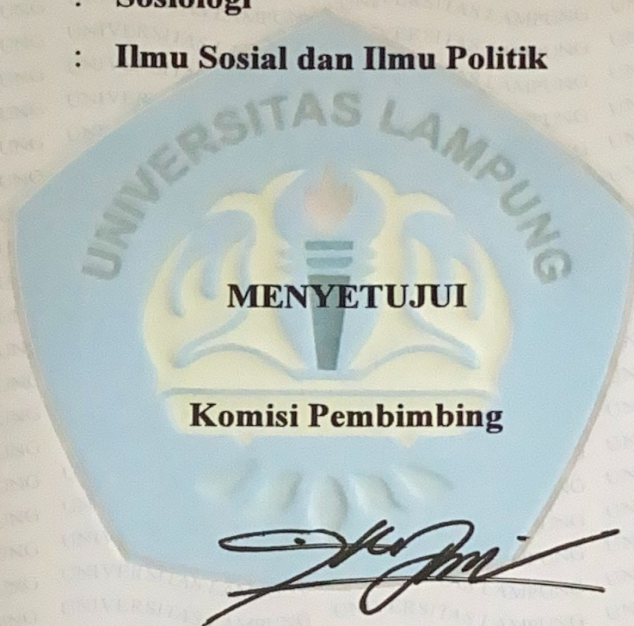 : Sosiologi
: Ilmu Sosial dan Ilmu Politik
UNIVERSITAS LAMPUNG
MENYETUJUI
Komisi Pembimbing